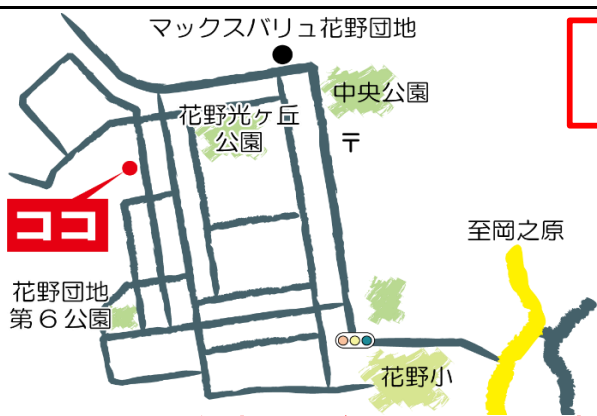 マックスバリュ花野団地
中央公園
花野光ヶ丘
公園
〒
ココ
至岡之原
花野団地
第6公園
花野小